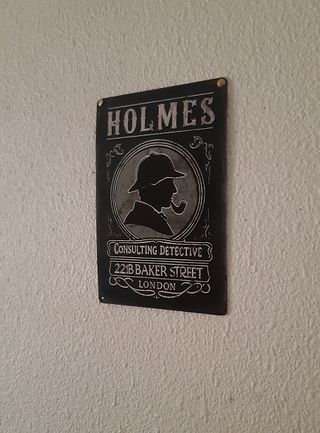 HOLMES
CONSULTING DETECTIVE
221B BAKER STREET
LONDON